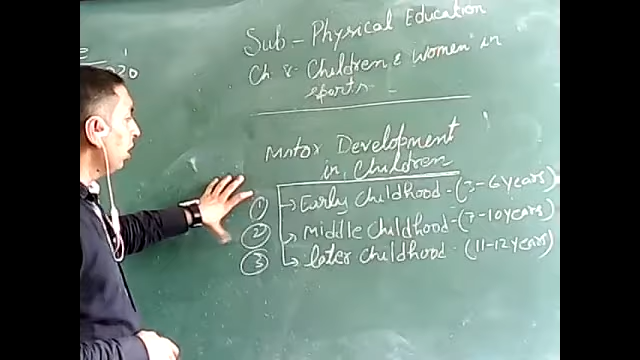 Sub - Physical Education
Ch 8 - Children & Women in
sports -
Motor Development
in Children
① Early childhood - (3-6 years)
② Middle childhood - (7-10 years)
③ later childhood - (11-12 years)